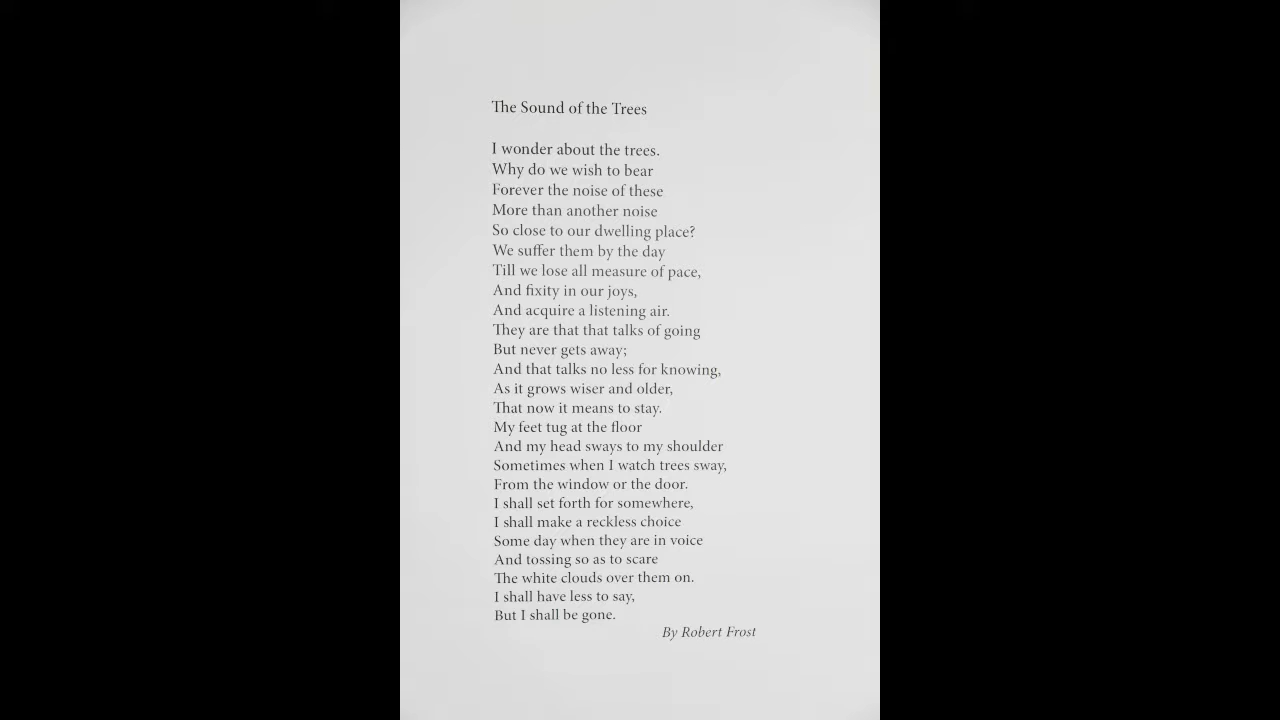 The Sound of the Trees
I wonder about the trees.
Why do we wish to bear
Forever the noise of these
More than another noise
So close to our dwelling place?
We suffer them by the day
Till we lose all measure of pace,
And fixity in our joys,
And acquire a listening air.
They are that that talks of going
But never gets away;
And that talks no less for knowing,
As it grows wiser and older,
That now it means to stay.
My feet tug at the floor
And my head sways to my shoulder
Sometimes when I watch trees sway,
From the window or the door.
I shall set forth for somewhere,
I shall make a reckless choice
Some day when they are in voice
And tossing so as to scare
The white clouds over them on.
I shall have less to say,
But I shall be gone.
By Robert Frost